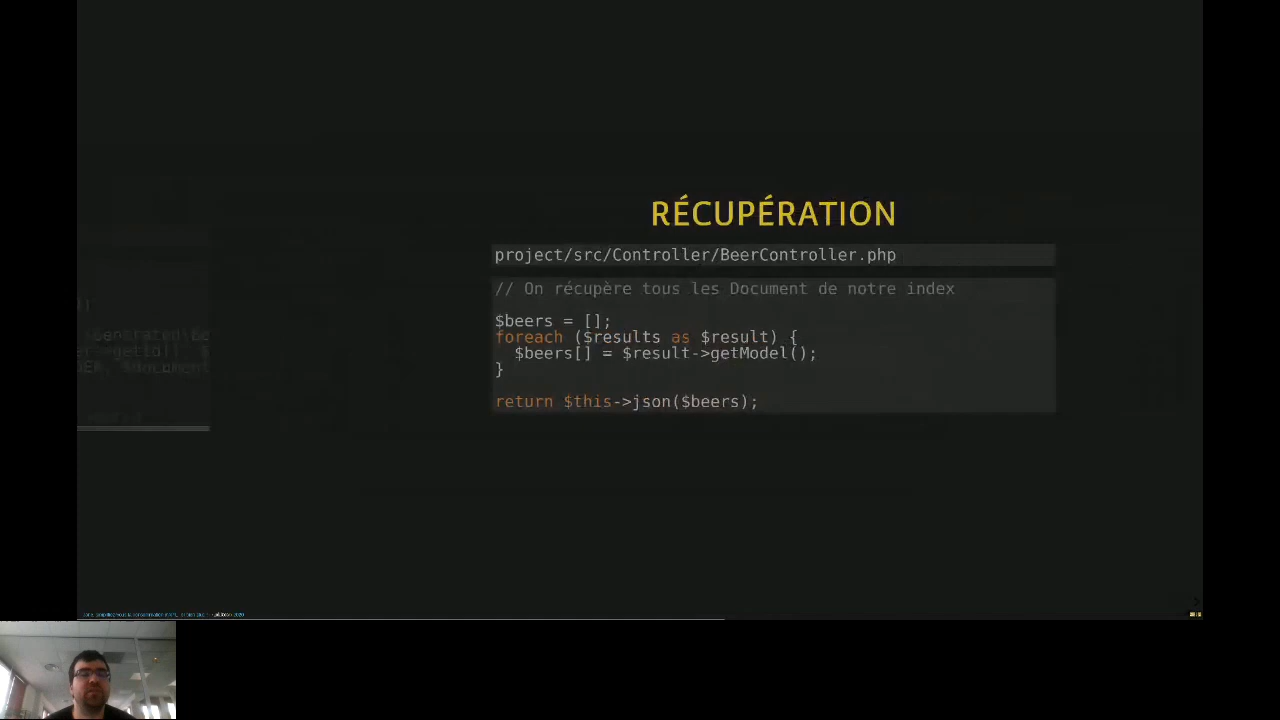 RÉCUPÉRATION
project/src/Controller/BeerController.php
// On récupère tous les Document de notre index
$beers = [];
foreach ($results as $result) {
$beers[] = $result->getModel();
}
return $this->json($beers);